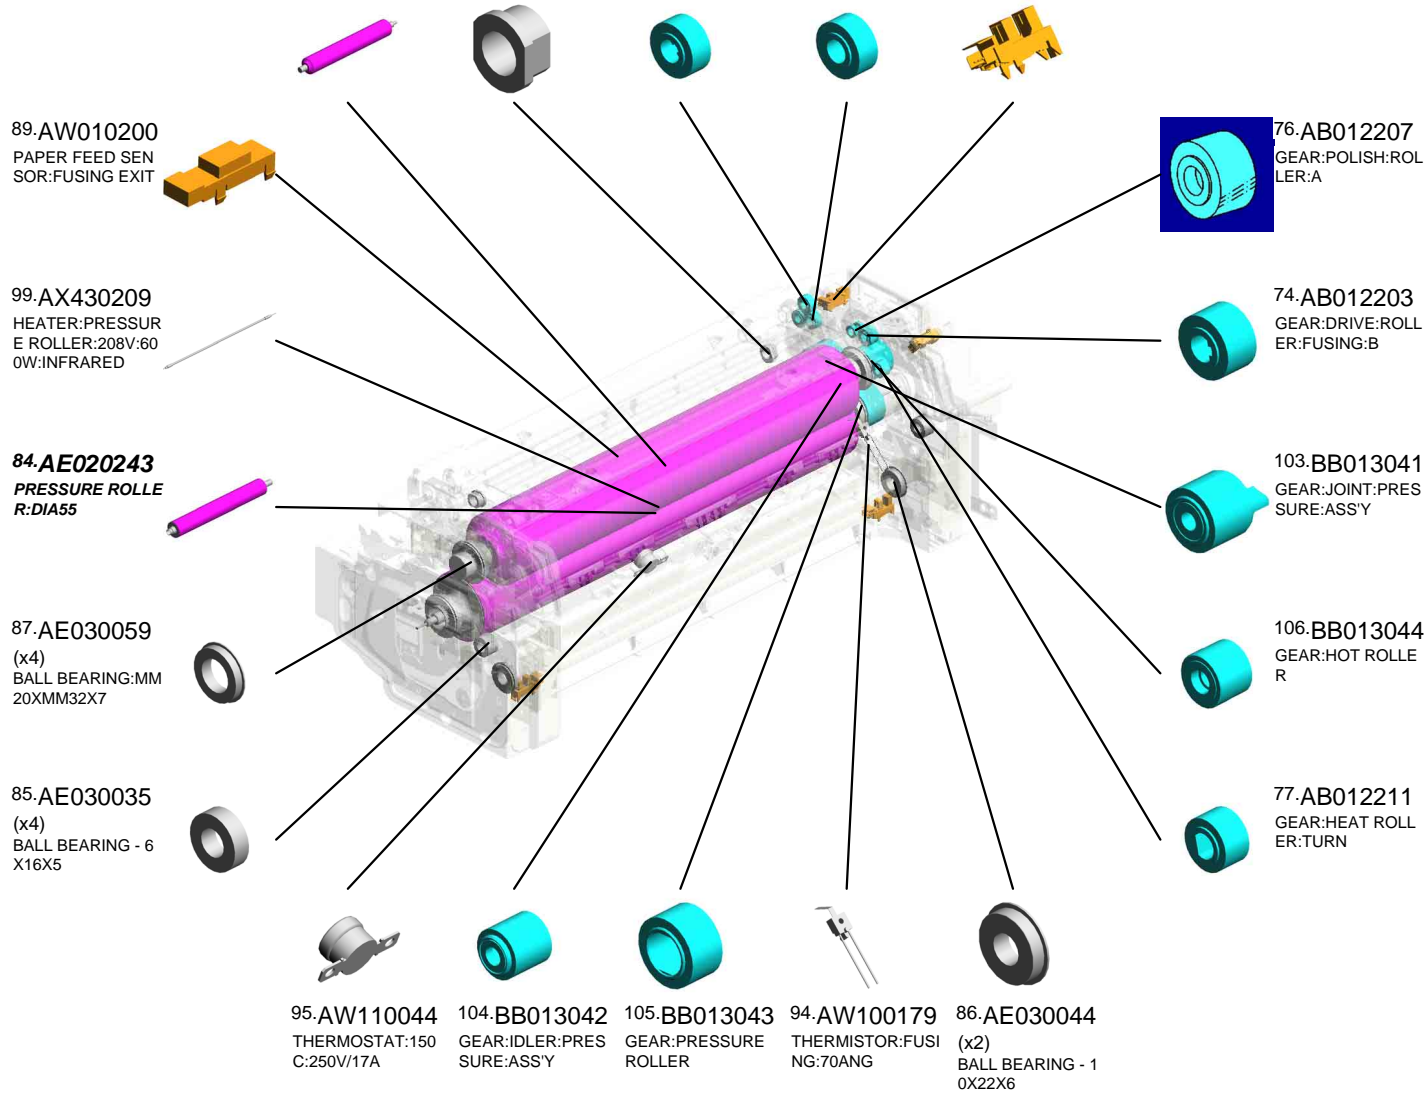 89.AW010200
PAPER FEED SEN
SOR:FUSING EXIT
99.AX430209
HEATER:PRESSUR
E ROLLER:208V:60
0W:INFRARED
84.AE020243
PRESSURE ROLLE
R:DIA55
87.AE030059
(x4)
BALL BEARING:MM
20XMM32X7
85.AE030035
(x4)
BALL BEARING - 6
X16X5
76.AB012207
GEAR:POLISH:ROL
LER:A
74.AB012203
GEAR:DRIVE:ROLL
ER:FUSING:B
103.BB013041
GEAR:JOINT:PRES
SURE:ASS'Y
106.BB013044
GEAR:HOT ROLLE
R
77.AB012211
GEAR:HEAT ROLL
ER:TURN
95.AW110044
THERMOSTAT:150
C:250V/17A
104.BB013042
GEAR:IDLER:PRES
SURE:ASS'Y
105.BB013043
GEAR:PRESSURE
ROLLER
94.AW100179
THERMISTOR:FUSI
NG:70ANG
86.AE030044
(x2)
BALL BEARING - 1
0X22X6